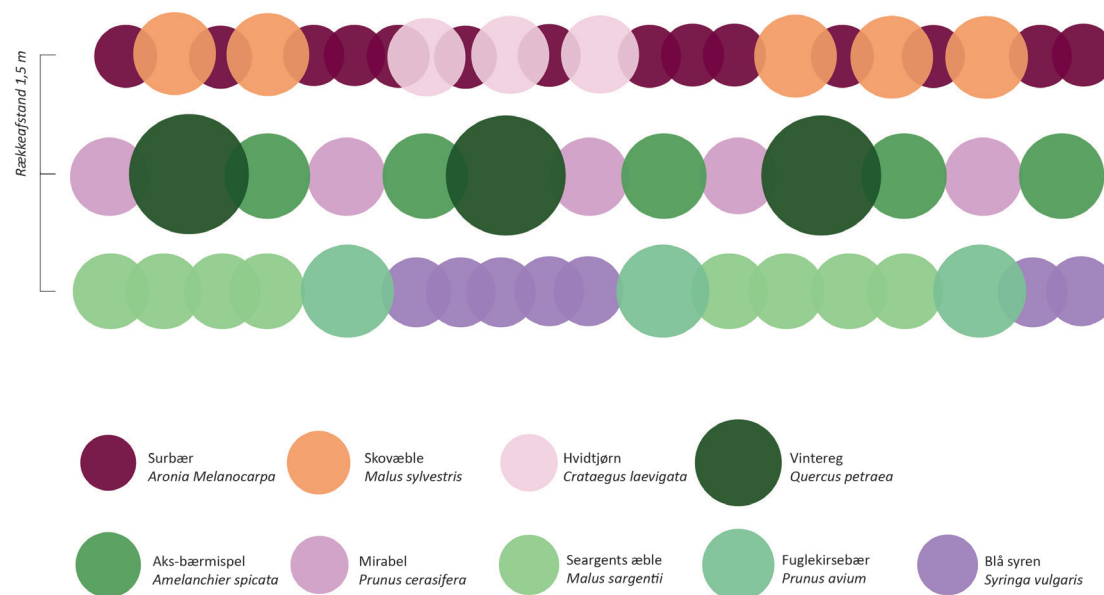 Rækkeafstand 1,5 m
Surbær
Aronia Melanocarpa
Skovæble
Malus sylvestris
Hvidtjørn
Crataegus laevigata
Vintereg
Quercus petraea
Aks-bærmispel
Amelanchier spicata
Mirabel
Prunus cerasifera
Seargents æble
Malus sargentii
Fuglekirsebær
Prunus avium
Blå syren
Syringa vulgaris